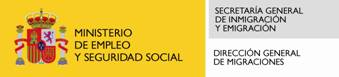 MINISTERIO
DE EMPLEO
Y SEGURIDAD SOCIAL
SECRETARÍA GENERAL
DE INMIGRACIÓN
Y EMIGRACIÓN
DIRECCIÓN GENERAL
DE MIGRACIONES